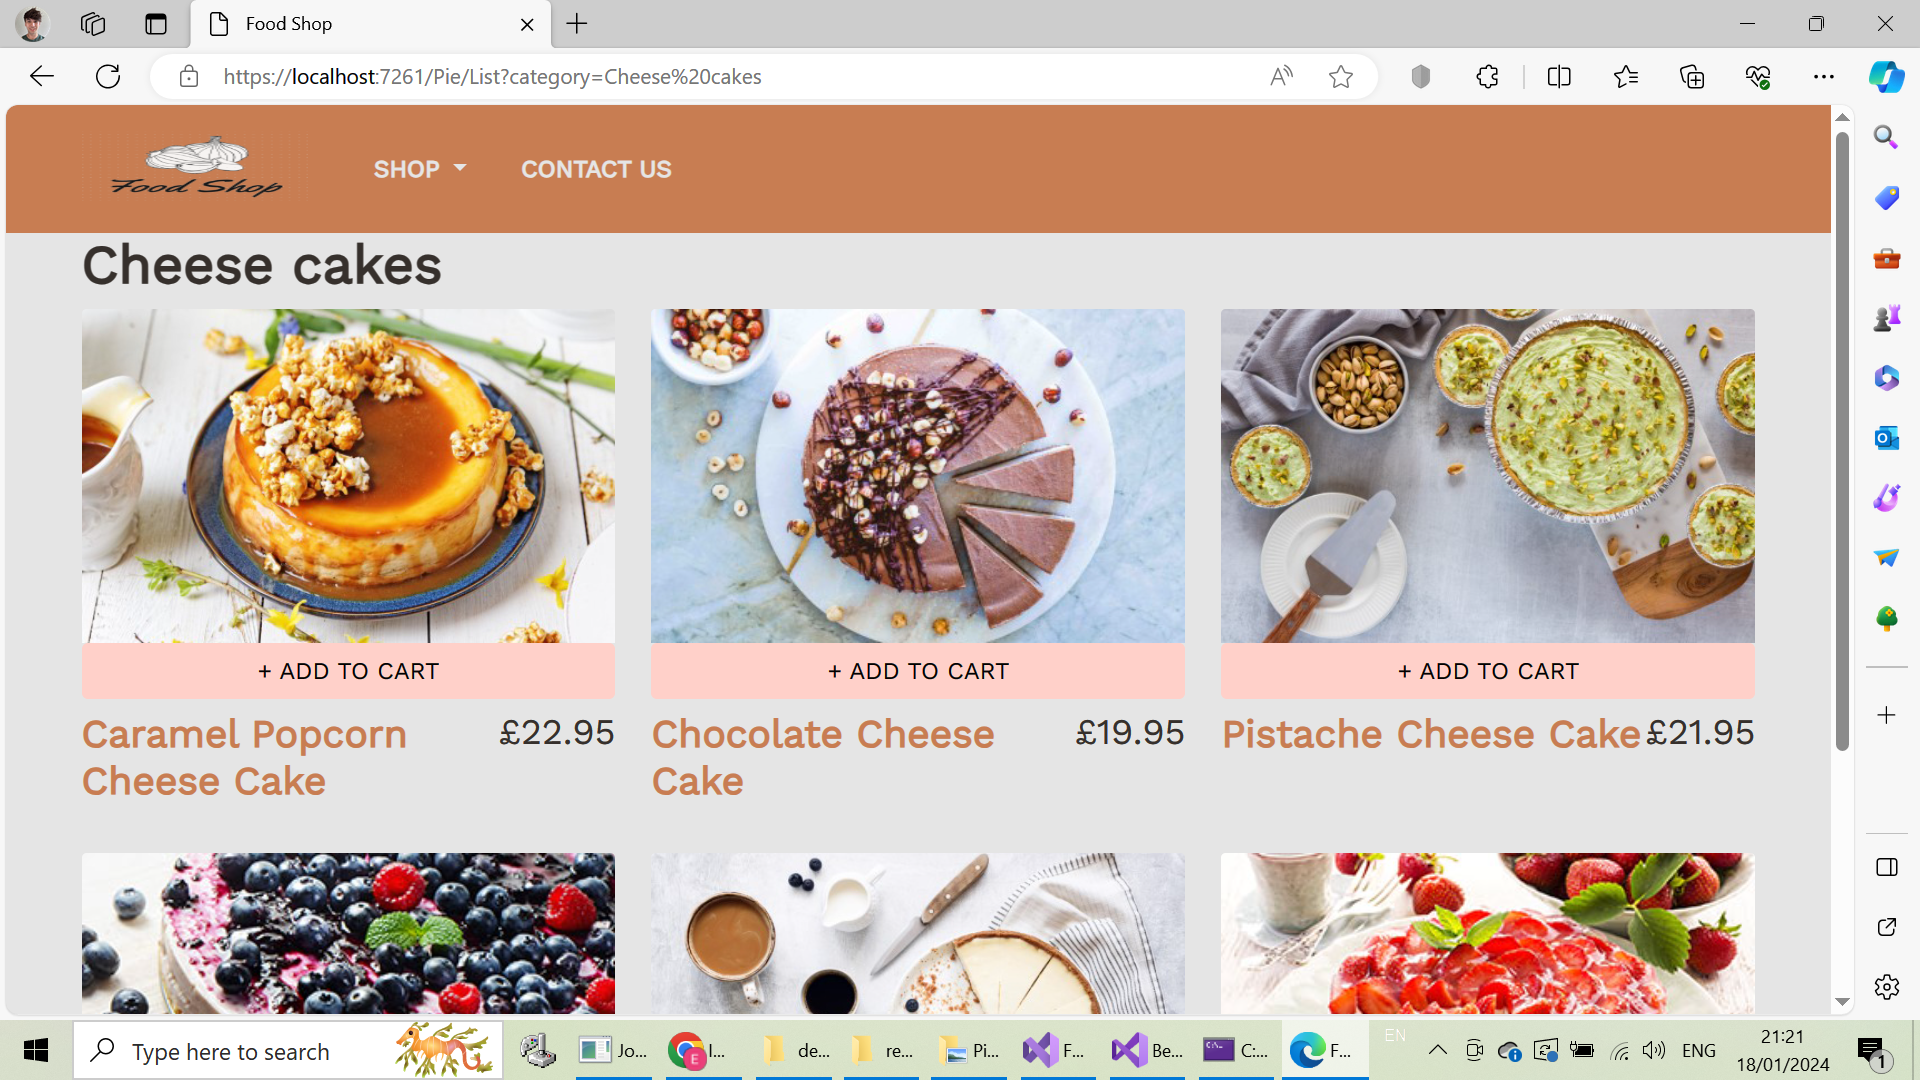 Food Shop
https://localhost:7261/Pie/List?category=Cheese%20cakes
Food Shop
SHOP
CONTACT US
Cheese cakes
+ ADD TO CART
+ ADD TO CART
+ ADD TO CART
Caramel Popcorn
Cheese Cake
£22.95
Chocolate Cheese
Cake
£19.95
Pistache Cheese Cake
£21.95
Type here to search
Jo...
I...
de...
re...
Pi...
F...
Be...
C:...
F...
EN
ENG
21:21
18/01/2024
1